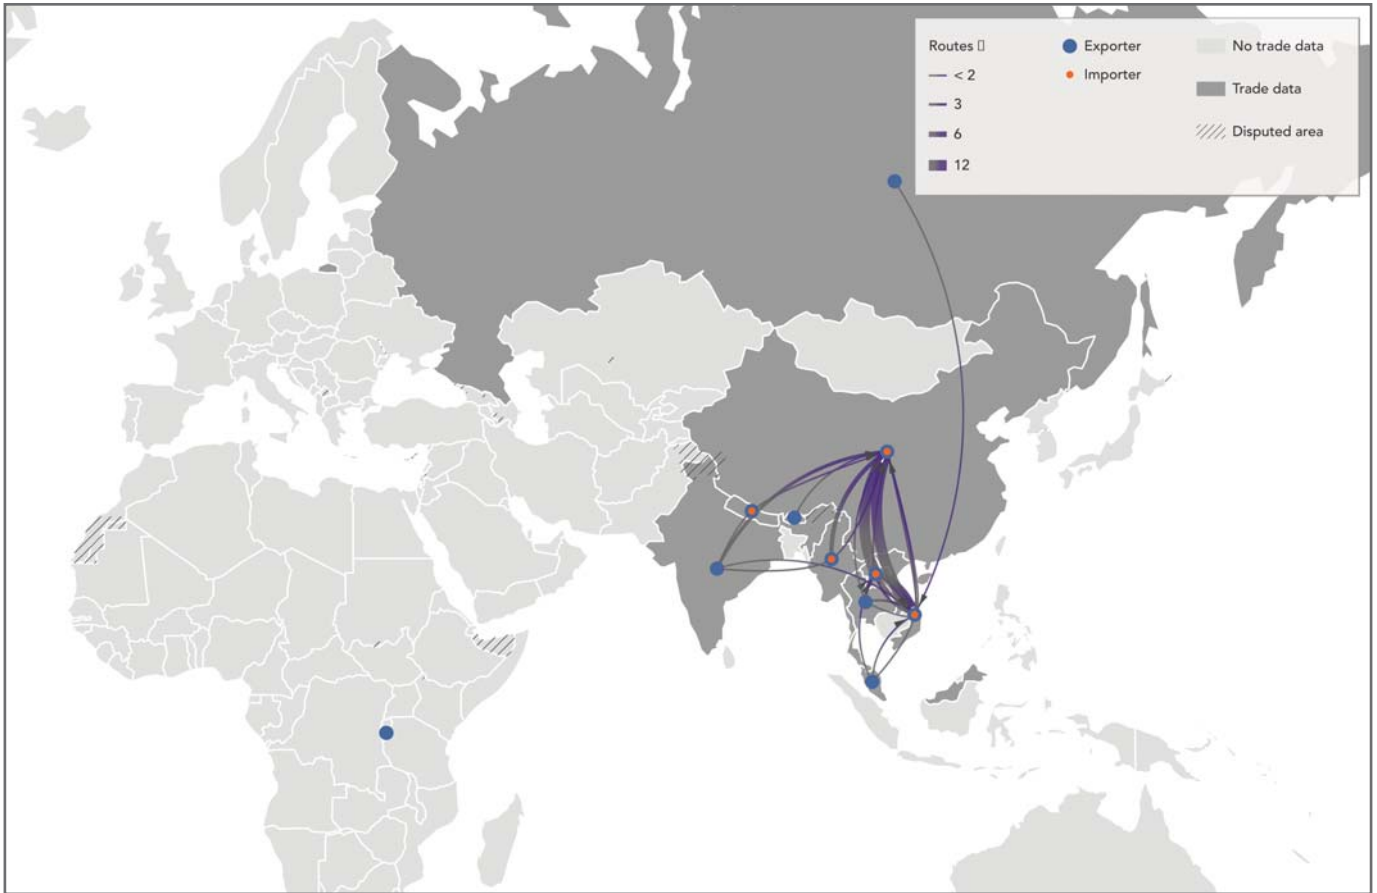 Routes ▯
< 2
3
6
12
Exporter
Importer
No trade data
Trade data
Disputed area